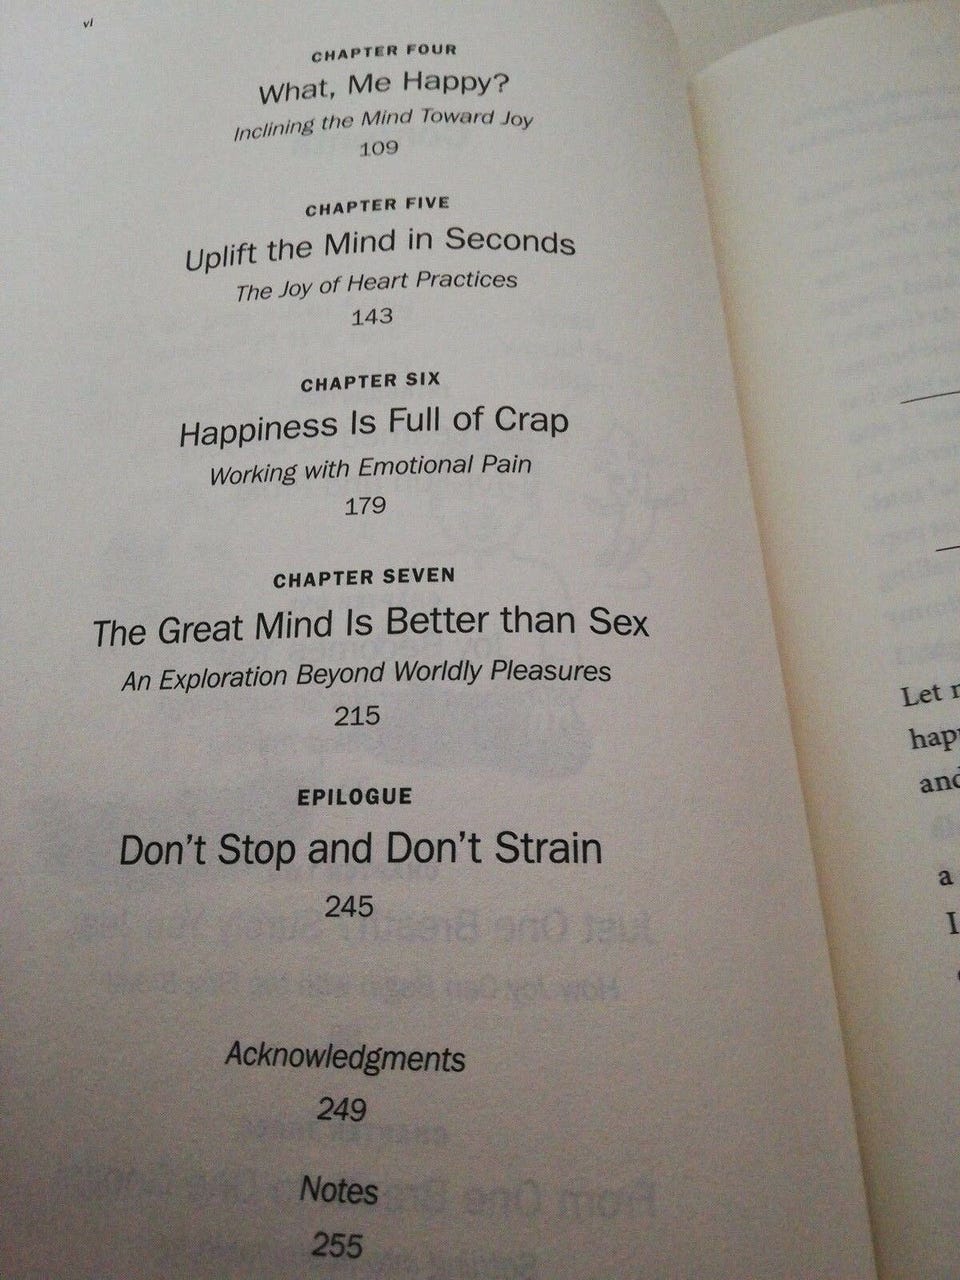 vi
CHAPTER FOUR
What, Me Happy?
Inclining the Mind Toward Joy
109
CHAPTER FIVE
Uplift the Mind in Seconds
The Joy of Heart Practices
143
CHAPTER SIX
Happiness Is Full of Crap
Working with Emotional Pain
179
CHAPTER SEVEN
The Great Mind Is Better than Sex
An Exploration Beyond Worldly Pleasures
215
EPILOGUE
Don't Stop and Don't Strain
245
Acknowledgments
249
Notes
255
Let
and
a
I